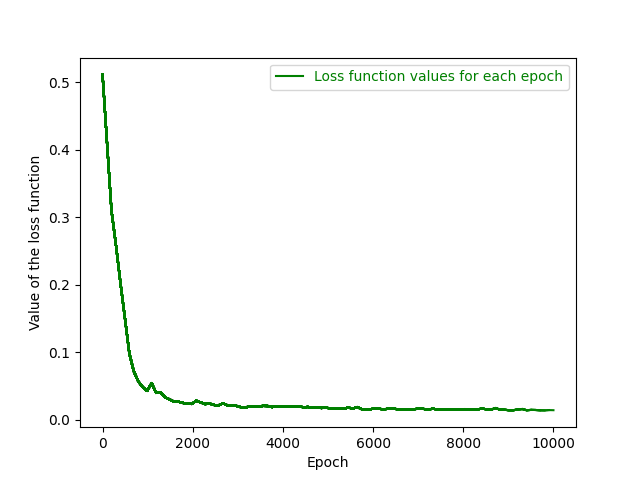 Loss function values for each epoch
0.5
0.4
0.3
0.2
0.1
0.0
Value of the loss function
0 2000 4000 6000 8000 10000
Epoch